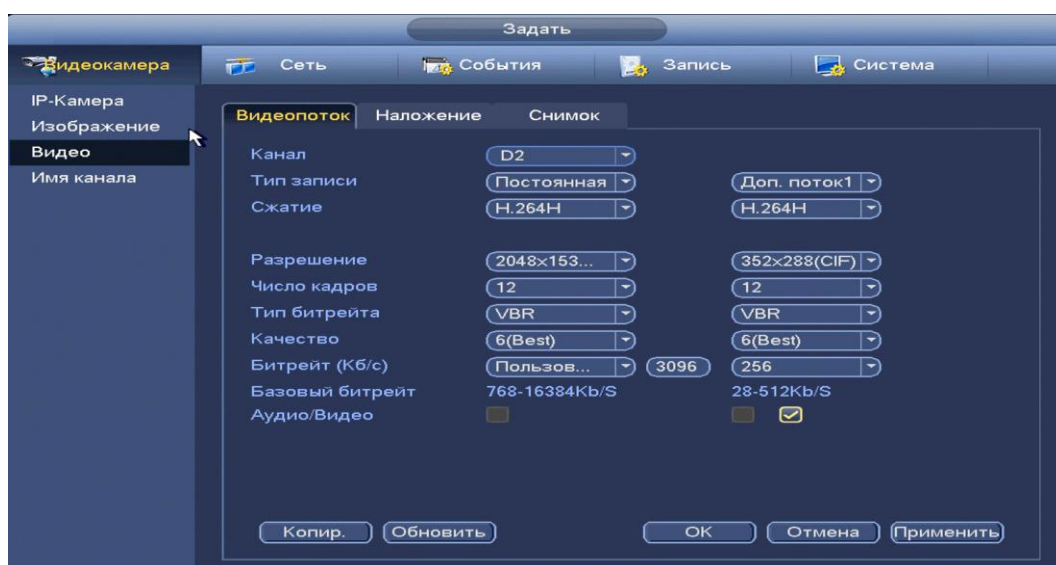 Задать
Видеокамера Сеть События Запись Система
IP-Камера
Изображение
Видео
Имя канала
Видеопоток Наложение Снимок
Канал D2
Тип записи Постоянная Доп. поток1
Сжатие H.264H H.264H
Разрешение 2048x153... 352x288(CIF)
Число кадров 12 12
Тип битрейта VBR VBR
Качество 6(Best) 6(Best)
Битрейт (Кб/с) Пользов... 3096 256
Базовый битрейт 768-16384Kb/S 28-512Kb/S
Аудио/Видео
Копир. Обновить OK Отмена Применить